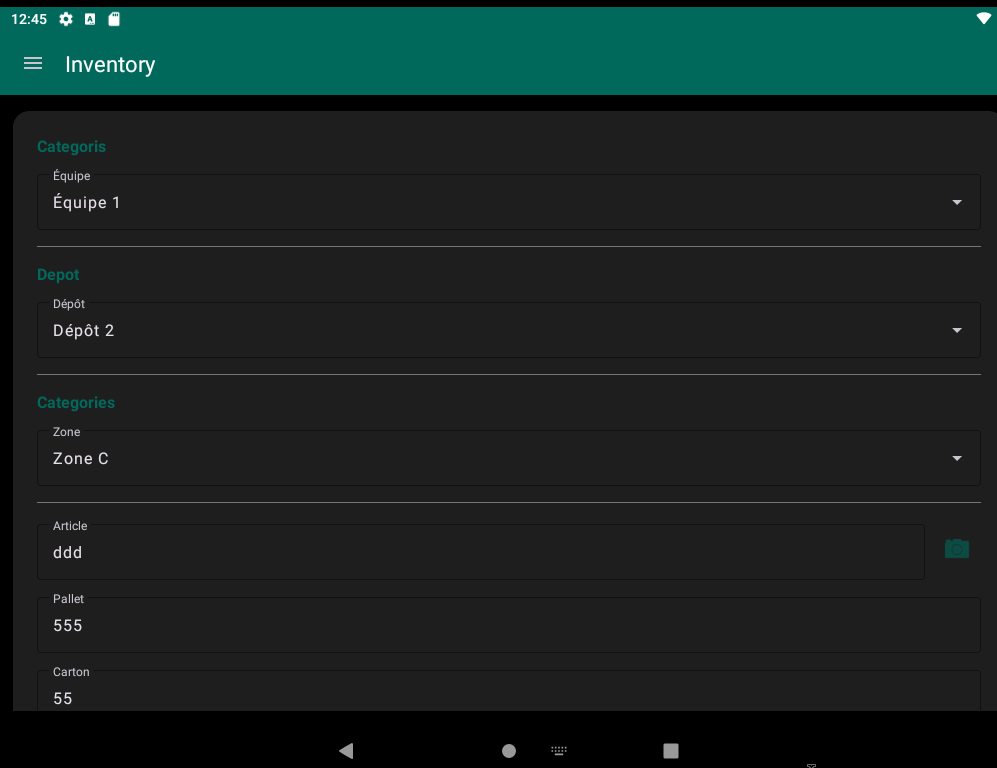 12:45
Inventory
Categoris
Équipe
Équipe 1
Depot
Dépôt
Dépôt 2
Categories
Zone
Zone C
Article
ddd
Pallet
555
Carton
55